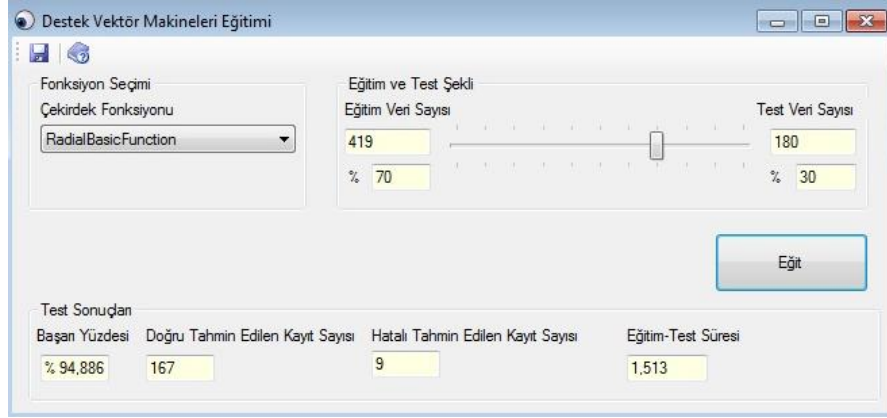 Destek Vektör Makineleri Eğitimi
Fonksiyon Seçimi
Çekirdek Fonksiyonu
RadialBasicFunction
Eğitim ve Test Şekli
Eğitim Veri Sayısı
Test Veri Sayısı
419
180
% 70
% 30
Eğit
Test Sonuçları
Başarı Yüzdesi Doğru Tahmin Edilen Kayıt Sayısı Hatalı Tahmin Edilen Kayıt Sayısı Eğitim-Test Süresi
% 94,886 167 9 1,513